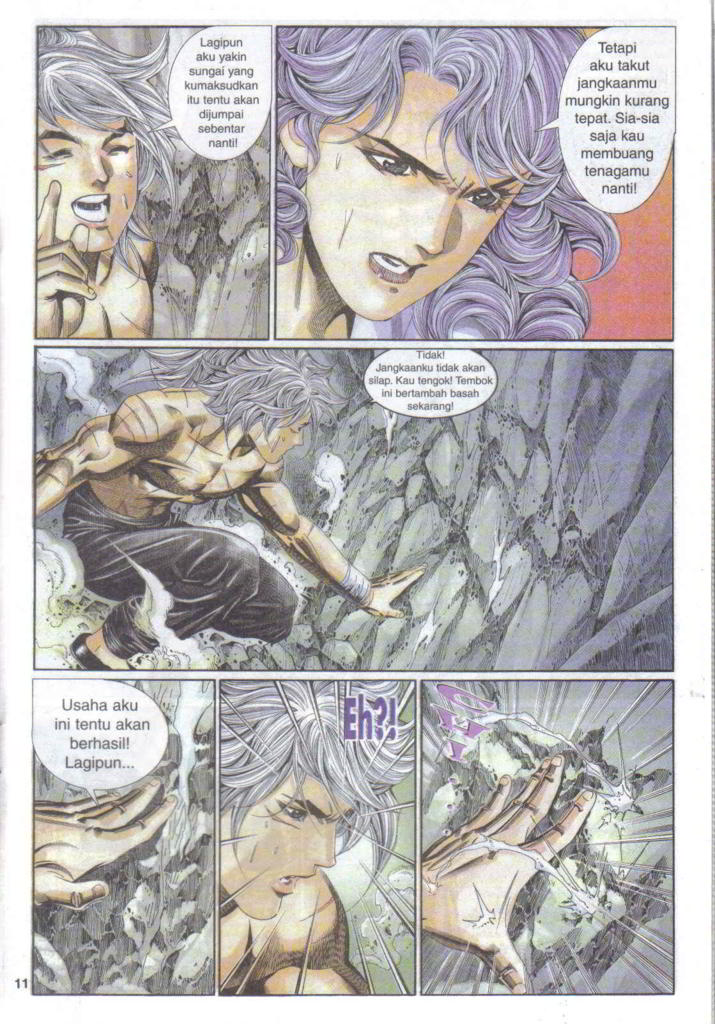 Lagipun
aku yakin
sungai yang
kumaksudkan
itu tentu akan
dijumpai
sebentar
nanti!
Tetapi
aku takut
jangkaanmu
mungkin kurang
tepat. Sia-sia
saja kau
membuang
tenagamu
nanti!
Tidak!
Jangkaanku tidak akan
silap. Kau tengok! Tembok
ini bertambah basah
sekarang!
Usaha aku
ini tentu akan
berhasil!
Lagipun...
Eh?!
11